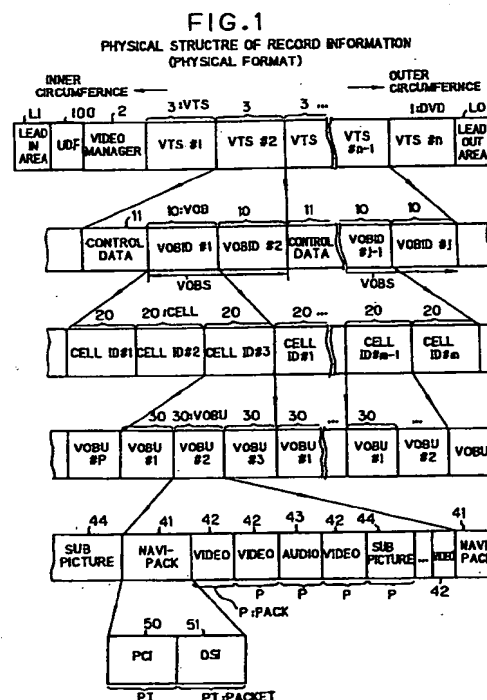 FIG.1
PHYSICAL STRUCTRE OF RECORD INFORMATION
(PHYSICAL FORMAT)
INNER CIRCUMFERNCE
OUTER CIRCUMFERNCE
LI 100 2 3:VTS 3 3 ... 1:DVD LO
LEAD IN AREA UDF VIDEO MANAGER VTS #1 VTS #2 VTS VTS #n-1 VTS #n LEAD OUT AREA
11 10:VOB 10 11 10 10
CONTROL DATA VOBID #1 VOBID #2 CONTROL DATA VOBID #j-1 VOBID #j
VOBS VOBS
20 20:CELL 20 20 ... 20 20
CELL ID#1 CELL ID#2 CELL ID#3 CELL ID#1 CELL ID#m-1 CELL ID#m
30 30:VOBU 30 30 ... 30 ...
VOBU #P VOBU #1 VOBU #2 VOBU #3 VOBU #1 VOBU #1 VOBU #2 VOBU
44 41 42 42 43 42 44 41
SUB PICTURE NAVI-PACK VIDEO VIDEO AUDIO VIDEO SUB PICTURE ... VIDEO NAVI-PACK
P P P P 42
P:PACK
50 51
PCI DSI
PT PT:PACKET